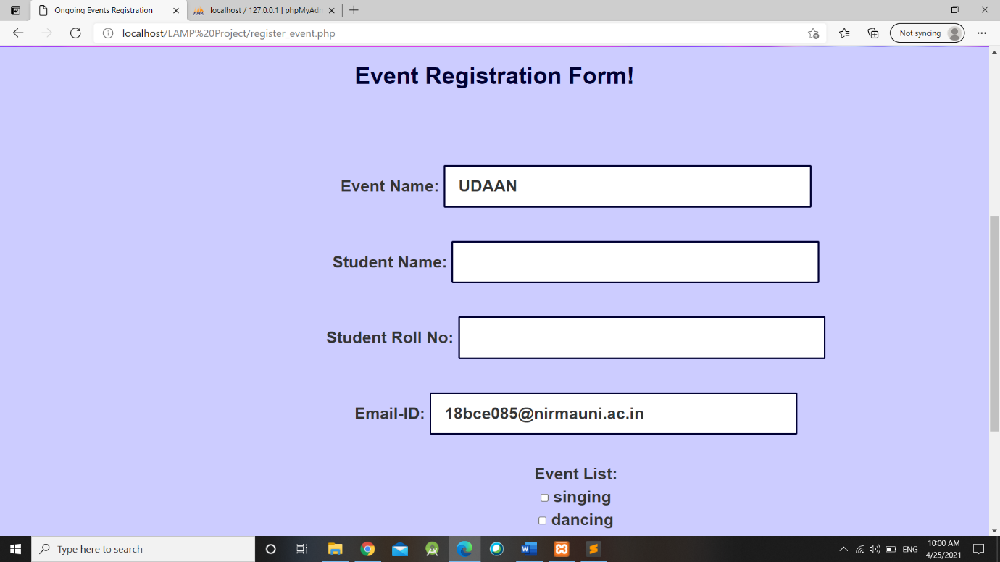 Ongoing Events Registration
localhost / 127.0.0.1 | phpMyAdm
localhost/LAMP%20Project/register_event.php
Not syncing
Event Registration Form!
Event Name: UDAAN
Student Name:
Student Roll No:
Email-ID: 18bce085@nirmauni.ac.in
Event List:
singing
dancing
Type here to search
ENG
10:00 AM
4/25/2021